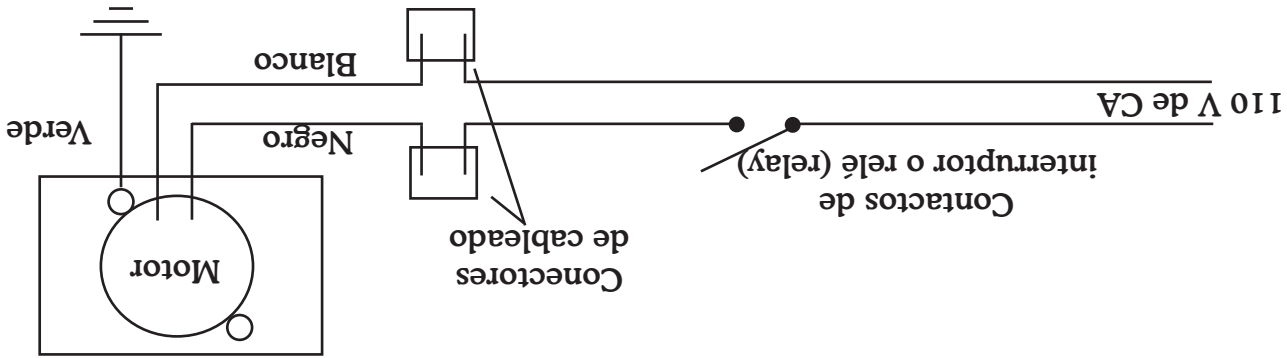 Conectores
de cableado
Contactos de
interruptor o relé (relay)
110 V de CA
Motor
Negro
Blanco
Verde